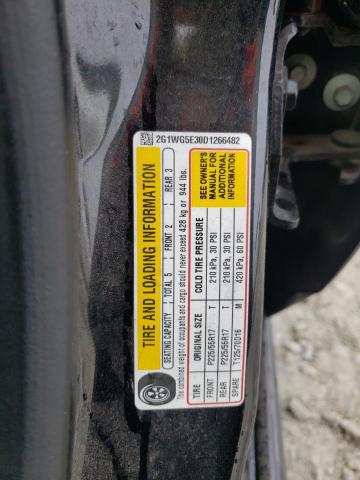 2G1WG5E30D1266482
TIRE AND LOADING INFORMATION
SEATING CAPACITY | TOTAL 5 | FRONT 2 | REAR 3
The combined weight of occupants and cargo should never exceed 428 kg or 944 lbs.
TIRE ORIGINAL SIZE COLD TIRE PRESSURE
FRONT P225/55R17 T 210 kPa, 30 PSI
REAR P225/55R17 T 210 kPa, 30 PSI
SPARE T125/70D16 M 420 kPa, 60 PSI
SEE OWNER'S
MANUAL FOR
ADDITIONAL
INFORMATION